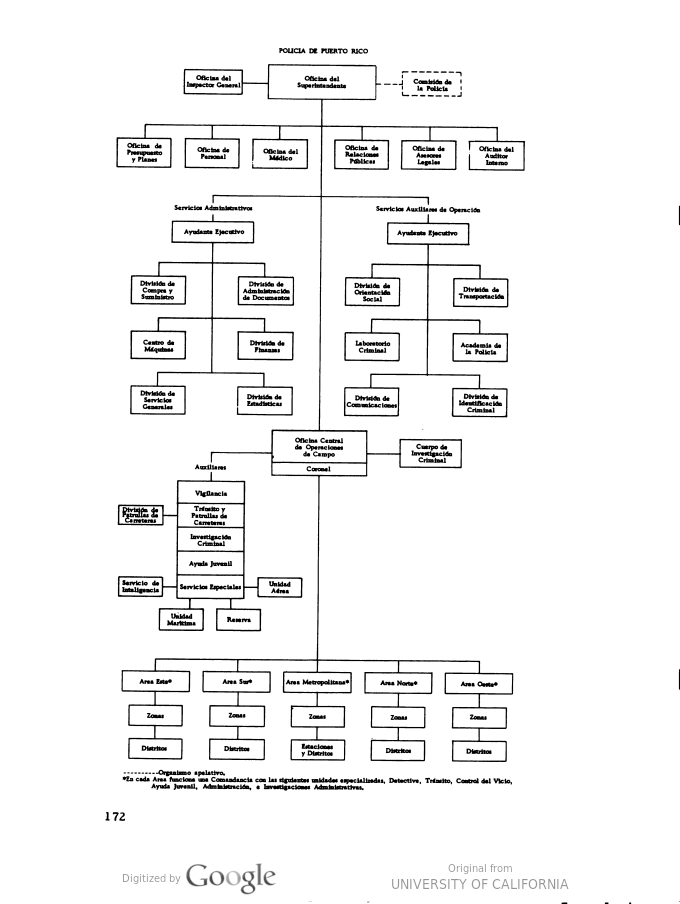 POLICIA DE PUERTO RICO
Oficina del
Inspector General
Oficina del
Superintendente
Comisión de
la Policía
Oficina de
Presupuesto
y Planes
Oficina de
Personal
Oficina del
Médico
Oficina de
Relaciones
Públicas
Oficina de
Asesores
Legales
Oficina del
Auditor
Interno
Servicios Administrativos
Ayudante Ejecutivo
Servicios Auxiliares de Operación
Ayudante Ejecutivo
División de
Compra y
Suministro
División de
Administración
de Documentos
División de
Orientación
Social
División de
Transportación
Centro de
Máquinas
División de
Finanzas
Laboratorio
Criminal
Academia de
la Policía
División de
Servicios
Generales
División de
Estadísticas
División de
Comunicaciones
División de
Identificación
Criminal
Oficina Central
de Operaciones
de Campo
Coronel
Cuerpo de
Investigación
Criminal
Auxiliares
Vigilancia
División de
Patrullas de
Carreteras
Tránsito y
Patrullas de
Carreteras
Investigación
Criminal
Ayuda Juvenil
Servicio de
Inteligencia
Servicios Especiales
Unidad
Aérea
Unidad
Marítima
Reserva
Area Este*
Area Sur*
Area Metropolitana*
Area Norte*
Area Oeste*
Zonas
Zonas
Zonas
Zonas
Zonas
Distritos
Distritos
Estaciones
y Distritos
Distritos
Distritos
----------Organismo apelativo.
*En cada Area funciona una Comandancia con las siguientes unidades especializadas, Detective, Tránsito, Control del Vicio,
Ayuda Juvenil, Administración, e Investigaciones Administrativas.
172
Digitized by Google
Original from
UNIVERSITY OF CALIFORNIA